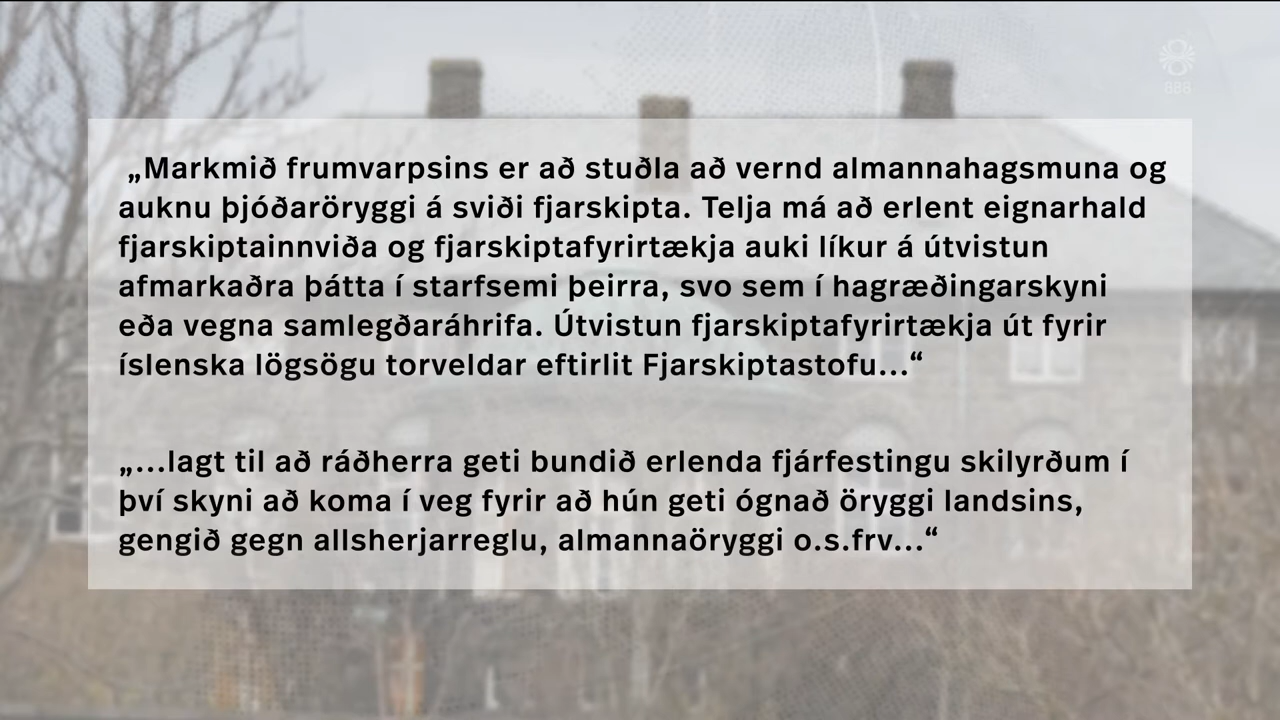 „Markmið frumvarpsins er að stuðla að vernd almannahagsmuna og
auknu þjóðaröryggi á sviði fjarskipta. Telja má að erlent eignarhald
fjarskiptainnviða og fjarskiptafyrirtækja auki líkur á útvistun
afmarkaðra þátta í starfsemi þeirra, svo sem í hagræðingarskyni
eða vegna samlegðaráhrifa. Útvistun fjarskiptafyrirtækja út fyrir
íslenska lögsögu torveldar eftirlit Fjarskiptastofu...“
„...lagt til að ráðherra geti bundið erlenda fjárfestingu skilyrðum í
því skyni að koma í veg fyrir að hún geti ógnað öryggi landsins,
gengið gegn allsherjarreglu, almannaöryggi o.s.frv...“
888